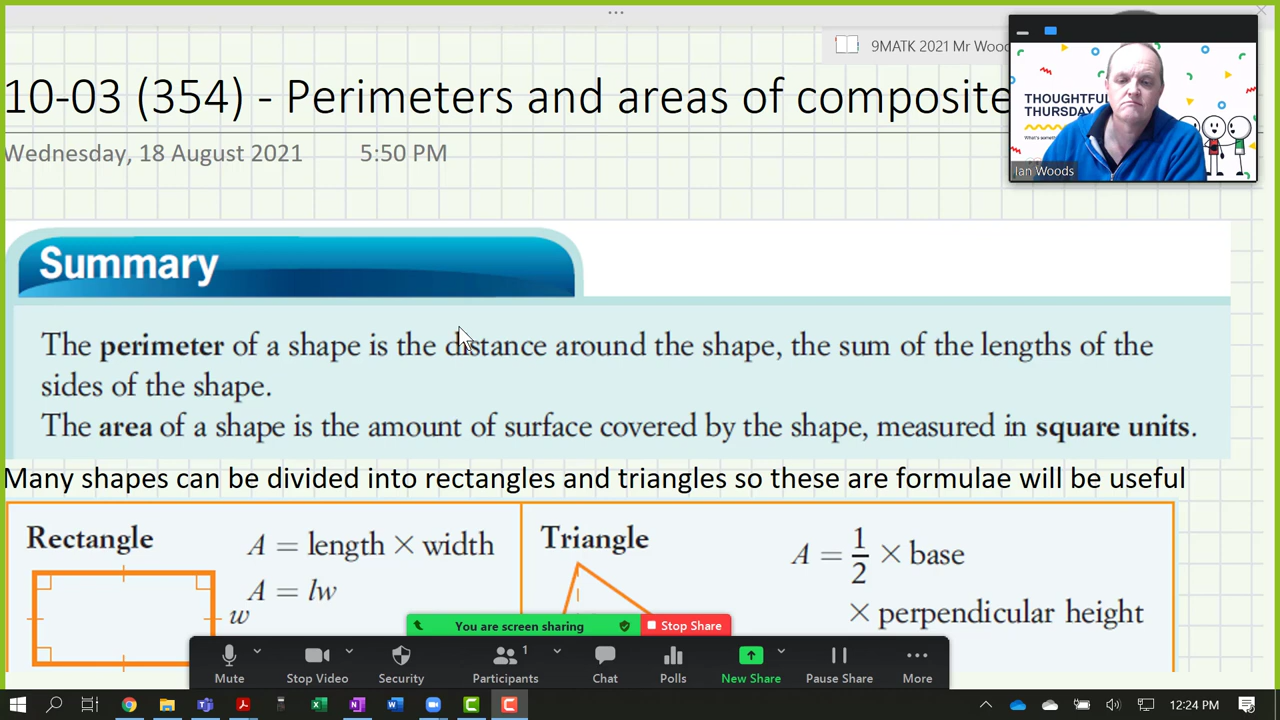 9MATK 2021 Mr Wood
10-03 (354) - Perimeters and areas of composite
Wednesday, 18 August 2021 5:50 PM
THOUGHTFUL
THURSDAY
Ian Woods
Summary
The perimeter of a shape is the distance around the shape, the sum of the lengths of the
sides of the shape.
The area of a shape is the amount of surface covered by the shape, measured in square units.
Many shapes can be divided into rectangles and triangles so these are formulae will be useful
Rectangle
A = length × width
A = lw
w
Triangle
A = 1/2 × base
× perpendicular height
You are screen sharing
Stop Share
Mute
Stop Video
Security
Participants 1
Chat
Polls
New Share
Pause Share
More
12:24 PM